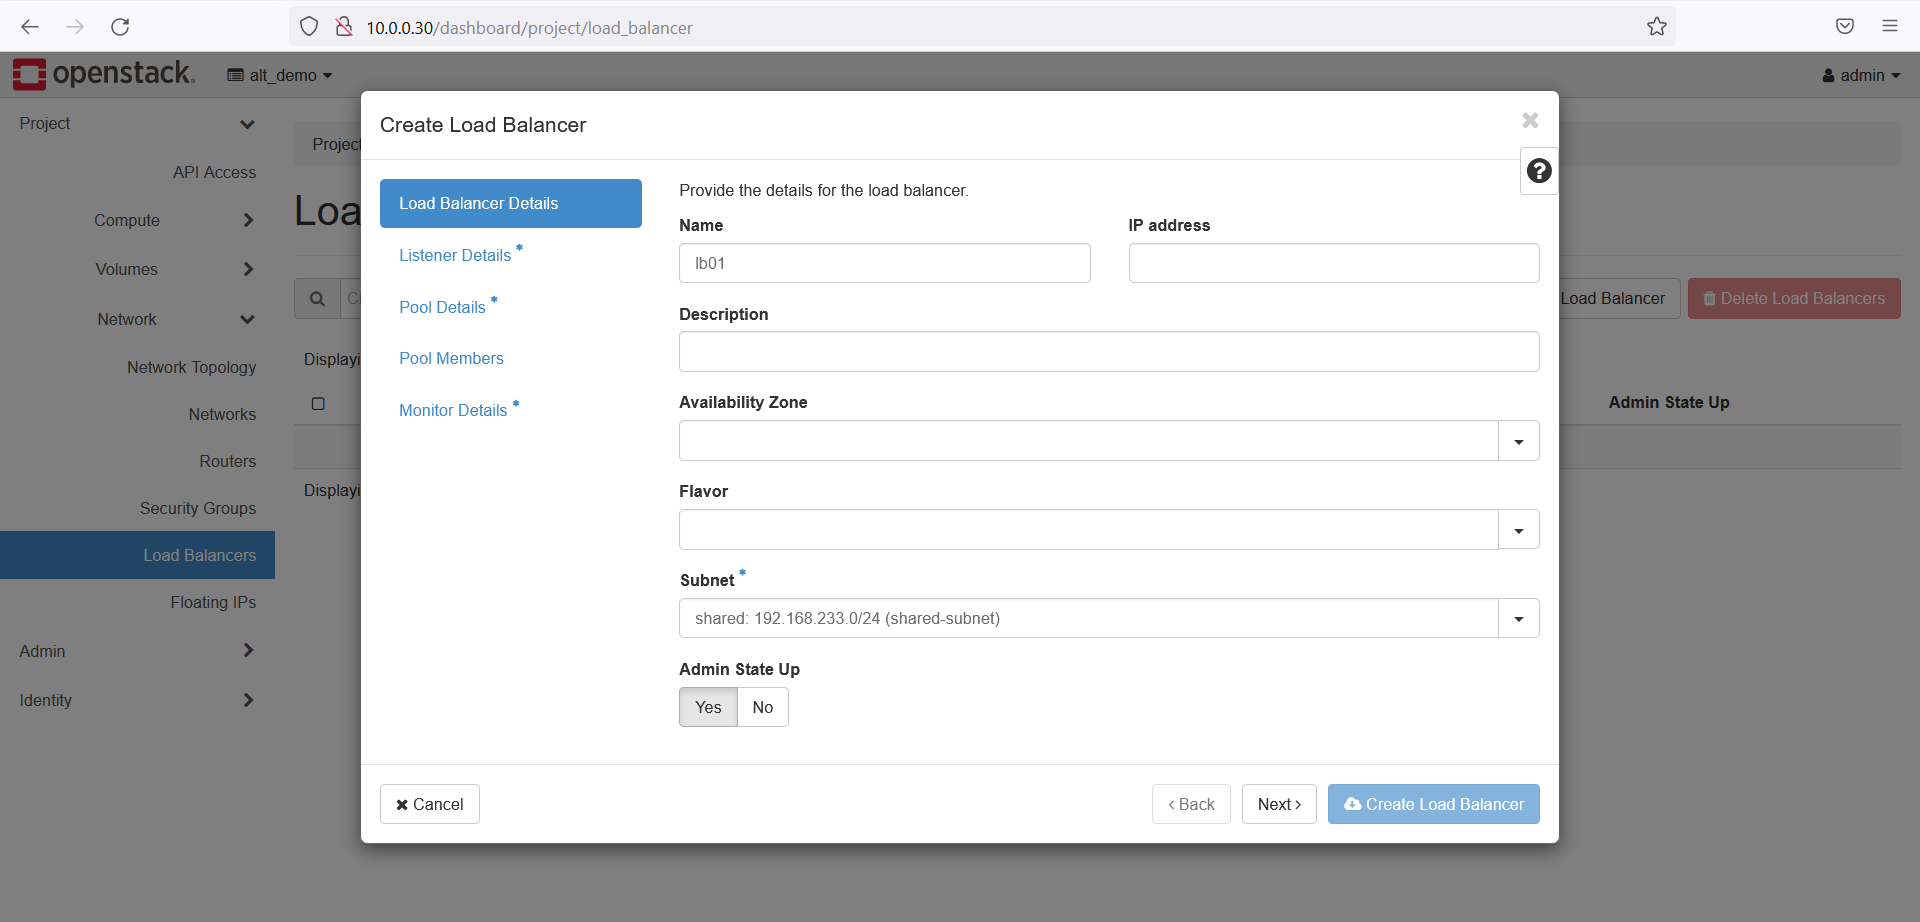 10.0.0.30/dashboard/project/load_balancer
openstack.
alt_demo
admin
Project
API Access
Compute
Volumes
Network
Network Topology
Networks
Routers
Security Groups
Load Balancers
Floating IPs
Admin
Identity
Project
Loa
Cl
Load Balancer
Delete Load Balancers
Displayi
Admin State Up
Displayi
Create Load Balancer
Load Balancer Details
Listener Details *
Pool Details *
Pool Members
Monitor Details *
Provide the details for the load balancer.
Name
IP address
lb01
Description
Availability Zone
Flavor
Subnet *
shared: 192.168.233.0/24 (shared-subnet)
Admin State Up
Yes
No
Cancel
‹ Back
Next ›
Create Load Balancer